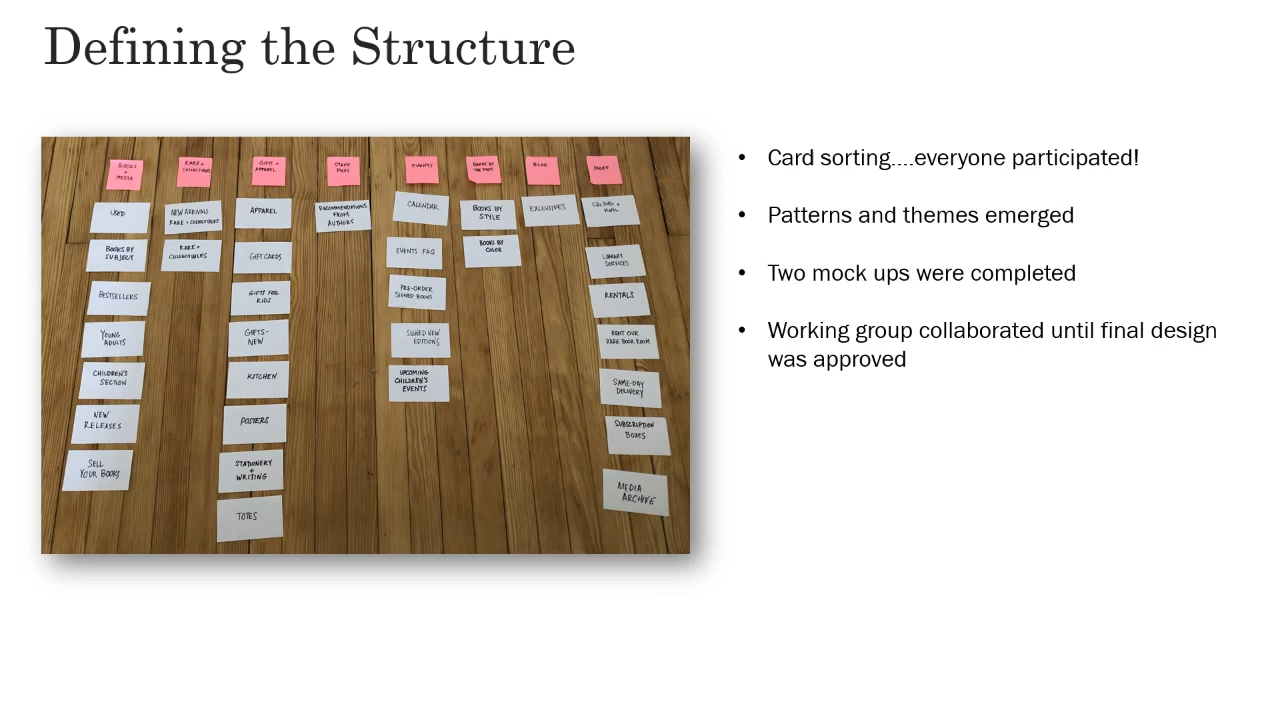 Defining the Structure
BOOKS
+
MEDIA
USED
BOOKS BY
SUBJECT
BESTSELLERS
YOUNG
ADULTS
CHILDREN'S
SECTION
NEW
RELEASES
SELL
YOUR BOOKS
RARE +
COLLECTIBLES
NEW ARRIVALS
RARE + COLLECTIBLES
RARE +
COLLECTIBLES
GIFTS +
APPAREL
APPAREL
GIFT CARDS
GIFTS FOR
KIDS
GIFTS-
NEW
KITCHEN
POSTERS
STATIONERY
+
WRITING
TOTES
STAFF
PICKS
RECOMMENDATIONS
FROM
AUTHORS
EVENTS
CALENDAR
EVENTS FAQ
PRE-ORDER
SIGNED BOOKS
SIGNED NEW
EDITIONS
UPCOMING
CHILDREN'S
EVENTS
BOOKS BY
THE FOOT
BOOKS BY
STYLE
BOOKS BY
COLOR
BLOG
EXCLUSIVES
MORE
VINYL
LIBRARY
SERVICES
RENTALS
RENT OUR
RARE BOOK ROOM
SAME-DAY
DELIVERY
SUBSCRIPTION
BOXES
MEDIA
ARCHIVE
• Card sorting....everyone participated!
• Patterns and themes emerged
• Two mock ups were completed
• Working group collaborated until final design
was approved